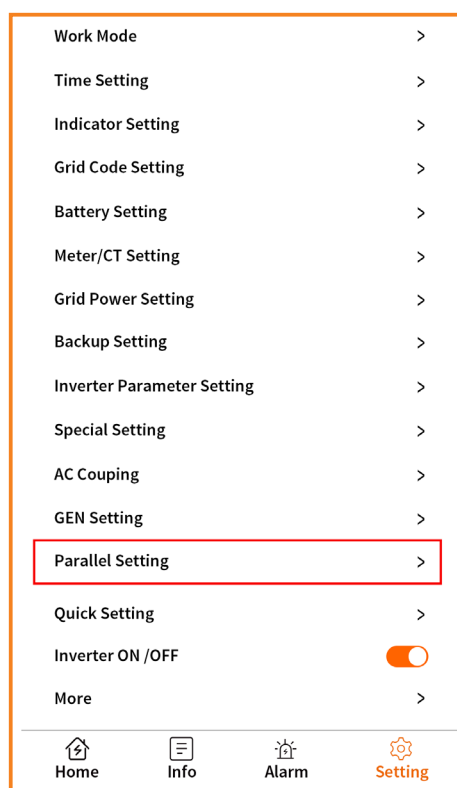 Work Mode >
Time Setting >
Indicator Setting >
Grid Code Setting >
Battery Setting >
Meter/CT Setting >
Grid Power Setting >
Backup Setting >
Inverter Parameter Setting >
Special Setting >
AC Couping >
GEN Setting >
Parallel Setting >
Quick Setting >
Inverter ON /OFF
More >
Home Info Alarm Setting